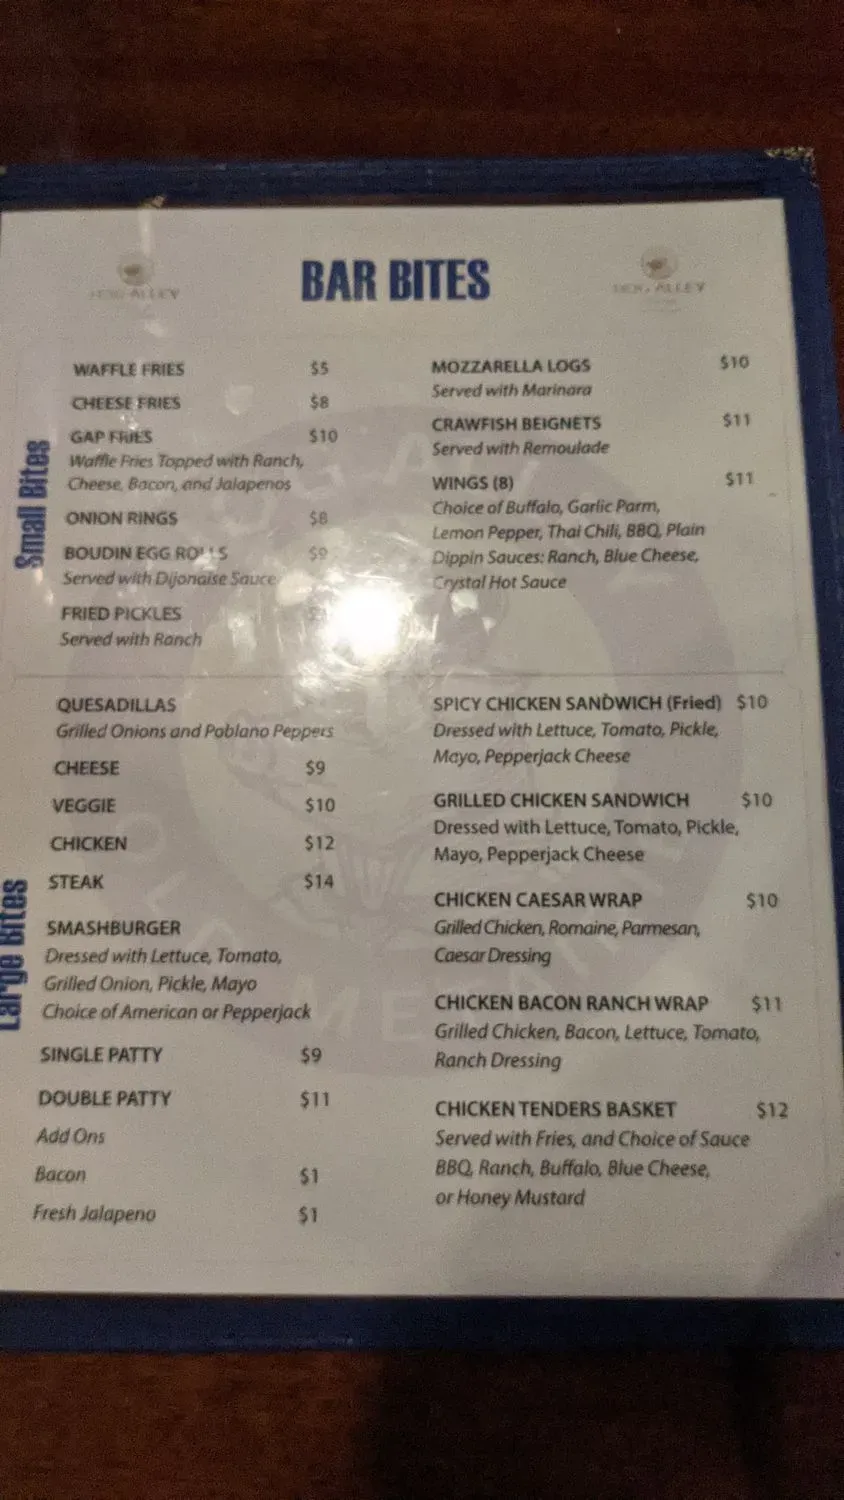 BAR BITES
Small Bites
WAFFLE FRIES $5
CHEESE FRIES $8
GAP FRIES $10
Waffle Fries Topped with Ranch,
Cheese, Bacon, and Jalapenos
ONION RINGS $8
BOUDIN EGG ROLLS $9
Served with Dijonaise Sauce
FRIED PICKLES
Served with Ranch
MOZZARELLA LOGS $10
Served with Marinara
CRAWFISH BEIGNETS $11
Served with Remoulade
WINGS (8) $11
Choice of Buffalo, Garlic Parm,
Lemon Pepper, Thai Chili, BBQ, Plain
Dippin Sauces: Ranch, Blue Cheese,
Crystal Hot Sauce
Large Bites
QUESADILLAS
Grilled Onions and Poblano Peppers
CHEESE $9
VEGGIE $10
CHICKEN $12
STEAK $14
SMASHBURGER
Dressed with Lettuce, Tomato,
Grilled Onion, Pickle, Mayo
Choice of American or Pepperjack
SINGLE PATTY $9
DOUBLE PATTY $11
Add Ons
Bacon $1
Fresh Jalapeno $1
SPICY CHICKEN SANDWICH (Fried) $10
Dressed with Lettuce, Tomato, Pickle,
Mayo, Pepperjack Cheese
GRILLED CHICKEN SANDWICH $10
Dressed with Lettuce, Tomato, Pickle,
Mayo, Pepperjack Cheese
CHICKEN CAESAR WRAP $10
Grilled Chicken, Romaine, Parmesan,
Caesar Dressing
CHICKEN BACON RANCH WRAP $11
Grilled Chicken, Bacon, Lettuce, Tomato,
Ranch Dressing
CHICKEN TENDERS BASKET $12
Served with Fries, and Choice of Sauce
BBQ, Ranch, Buffalo, Blue Cheese,
or Honey Mustard